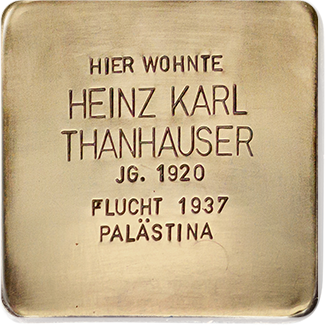 HIER WOHNTE
HEINZ KARL
THANHAUSER
JG. 1920
FLUCHT 1937
PALÄSTINA